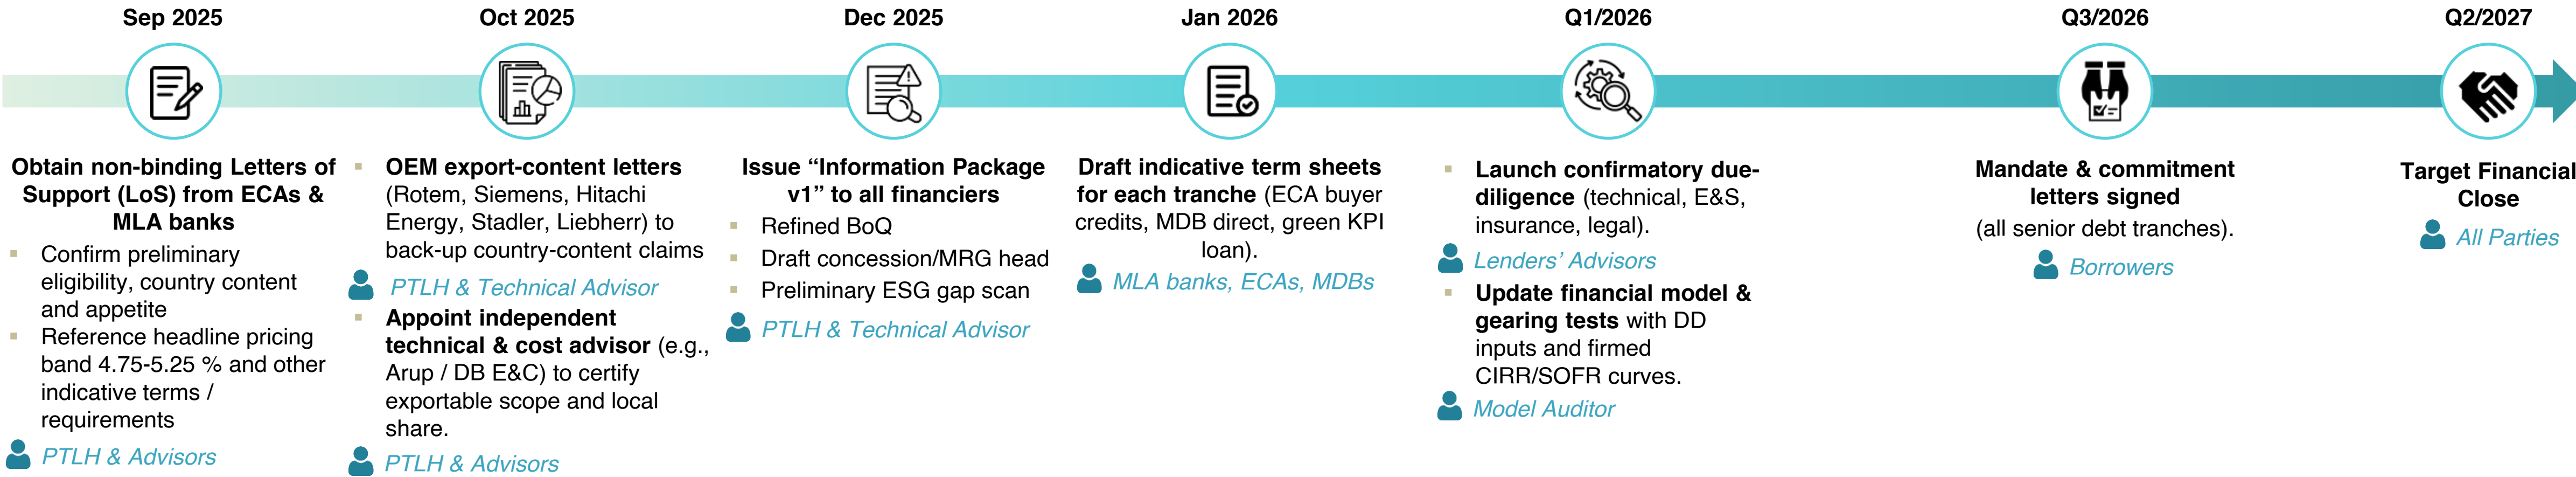 Sep 2025
Obtain non-binding Letters of
Support (LoS) from ECAs &
MLA banks
▪ Confirm preliminary
eligibility, country content
and appetite
▪ Reference headline pricing
band 4.75-5.25 % and other
indicative terms /
requirements
PTLH & Advisors
Oct 2025
▪ OEM export-content letters
(Rotem, Siemens, Hitachi
Energy, Stadler, Liebherr) to
back-up country-content claims
PTLH & Technical Advisor
▪ Appoint independent
technical & cost advisor (e.g.,
Arup / DB E&C) to certify
exportable scope and local
share.
PTLH & Advisors
Dec 2025
Issue “Information Package
v1” to all financiers
▪ Refined BoQ
▪ Draft concession/MRG head
▪ Preliminary ESG gap scan
PTLH & Technical Advisor
Jan 2026
Draft indicative term sheets
for each tranche (ECA buyer
credits, MDB direct, green KPI
loan).
MLA banks, ECAs, MDBs
Q1/2026
▪ Launch confirmatory due-
diligence (technical, E&S,
insurance, legal).
Lenders’ Advisors
▪ Update financial model &
gearing tests with DD
inputs and firmed
CIRR/SOFR curves.
Model Auditor
Q3/2026
Mandate & commitment
letters signed
(all senior debt tranches).
Borrowers
Q2/2027
Target Financial
Close
All Parties